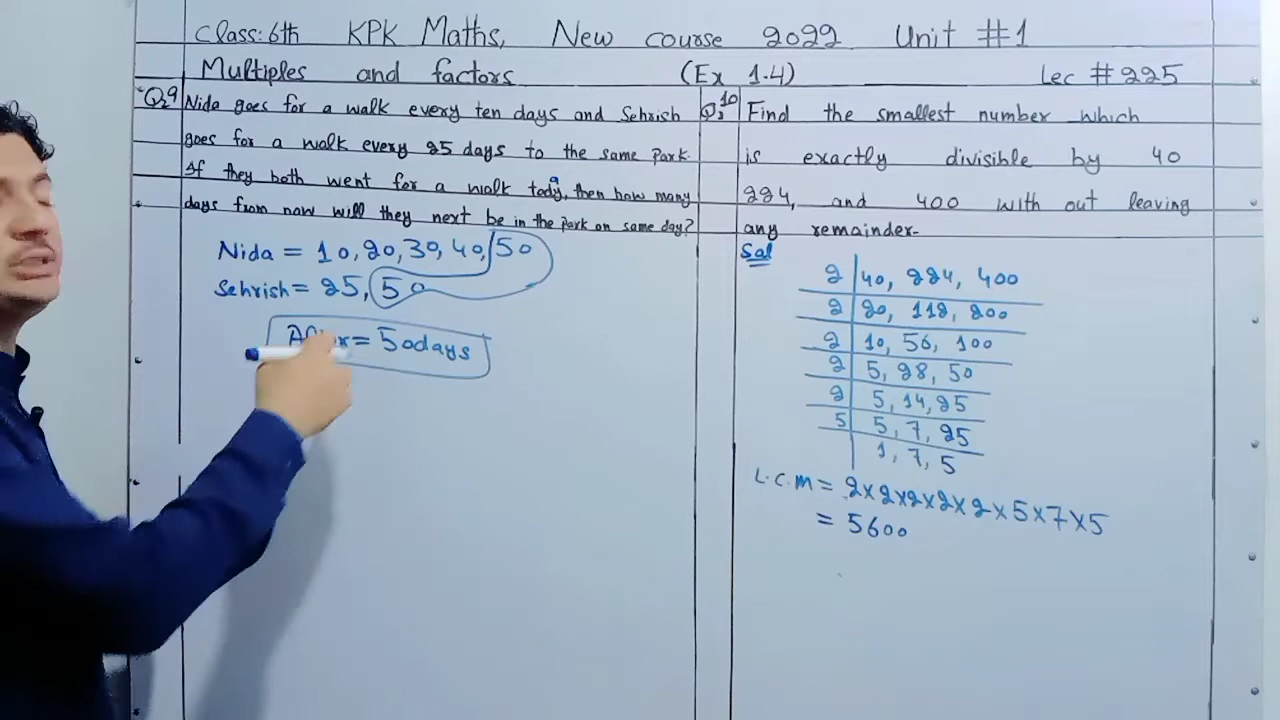 Class: 6th KPK Maths, New course 2022 Unit #1
Multiples and factors (Ex 1.4) Lec # 225
Q9 Nida goes for a walk every ten days and Sehrish
goes for a walk every 25 days to the same Park.
If they both went for a walk today, then how many
days from now will they next be in the Park on same day?
Nida = 10, 20, 30, 40, 50
Sehrish = 25, 50
= 50days
Q10 Find the smallest number which
is exactly divisible by 40
224, and 400 with out leaving
any remainder.
Sol
2 | 40, 224, 400
2 | 20, 112, 200
2 | 10, 56, 100
2 | 5, 28, 50
2 | 5, 14, 25
5 | 5, 7, 25
1, 7, 5
L.C.M = 2×2×2×2×2×5×7×5
= 5600